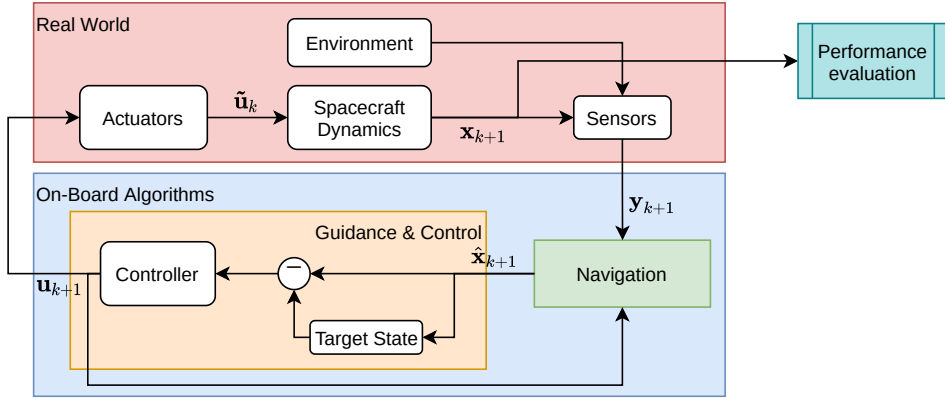 Real World
Environment
Performance
evaluation
Actuators
ũ_k
Spacecraft
Dynamics
x_{k+1}
Sensors
On-Board Algorithms
y_{k+1}
Guidance & Control
x̂_{k+1}
Controller
−
Navigation
u_{k+1}
Target State